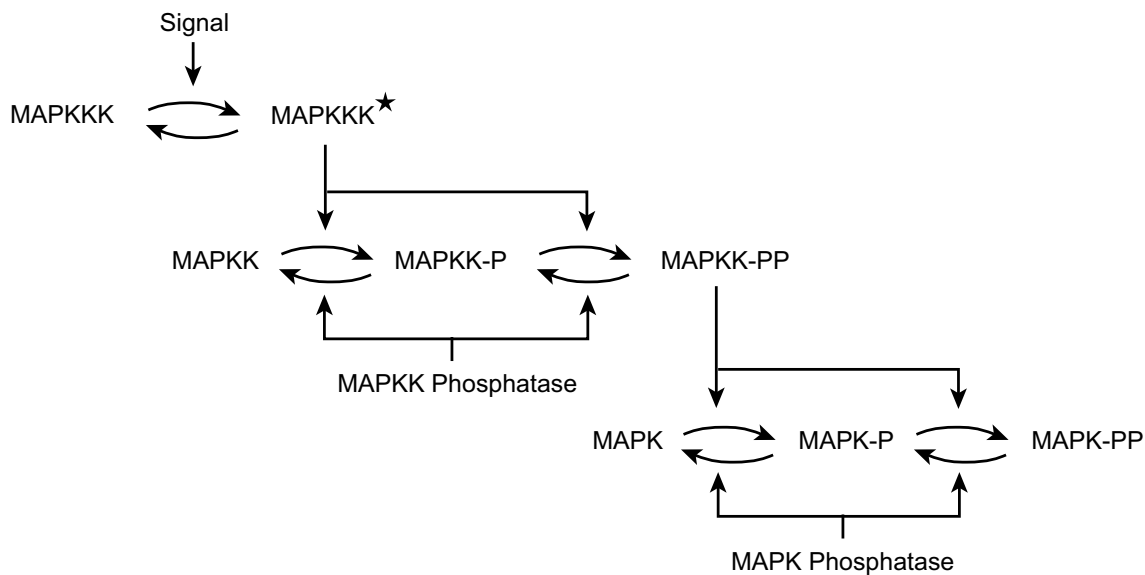 Signal
MAPKKK MAPKKK★
MAPKK MAPKK-P MAPKK-PP
MAPKK Phosphatase
MAPK MAPK-P MAPK-PP
MAPK Phosphatase